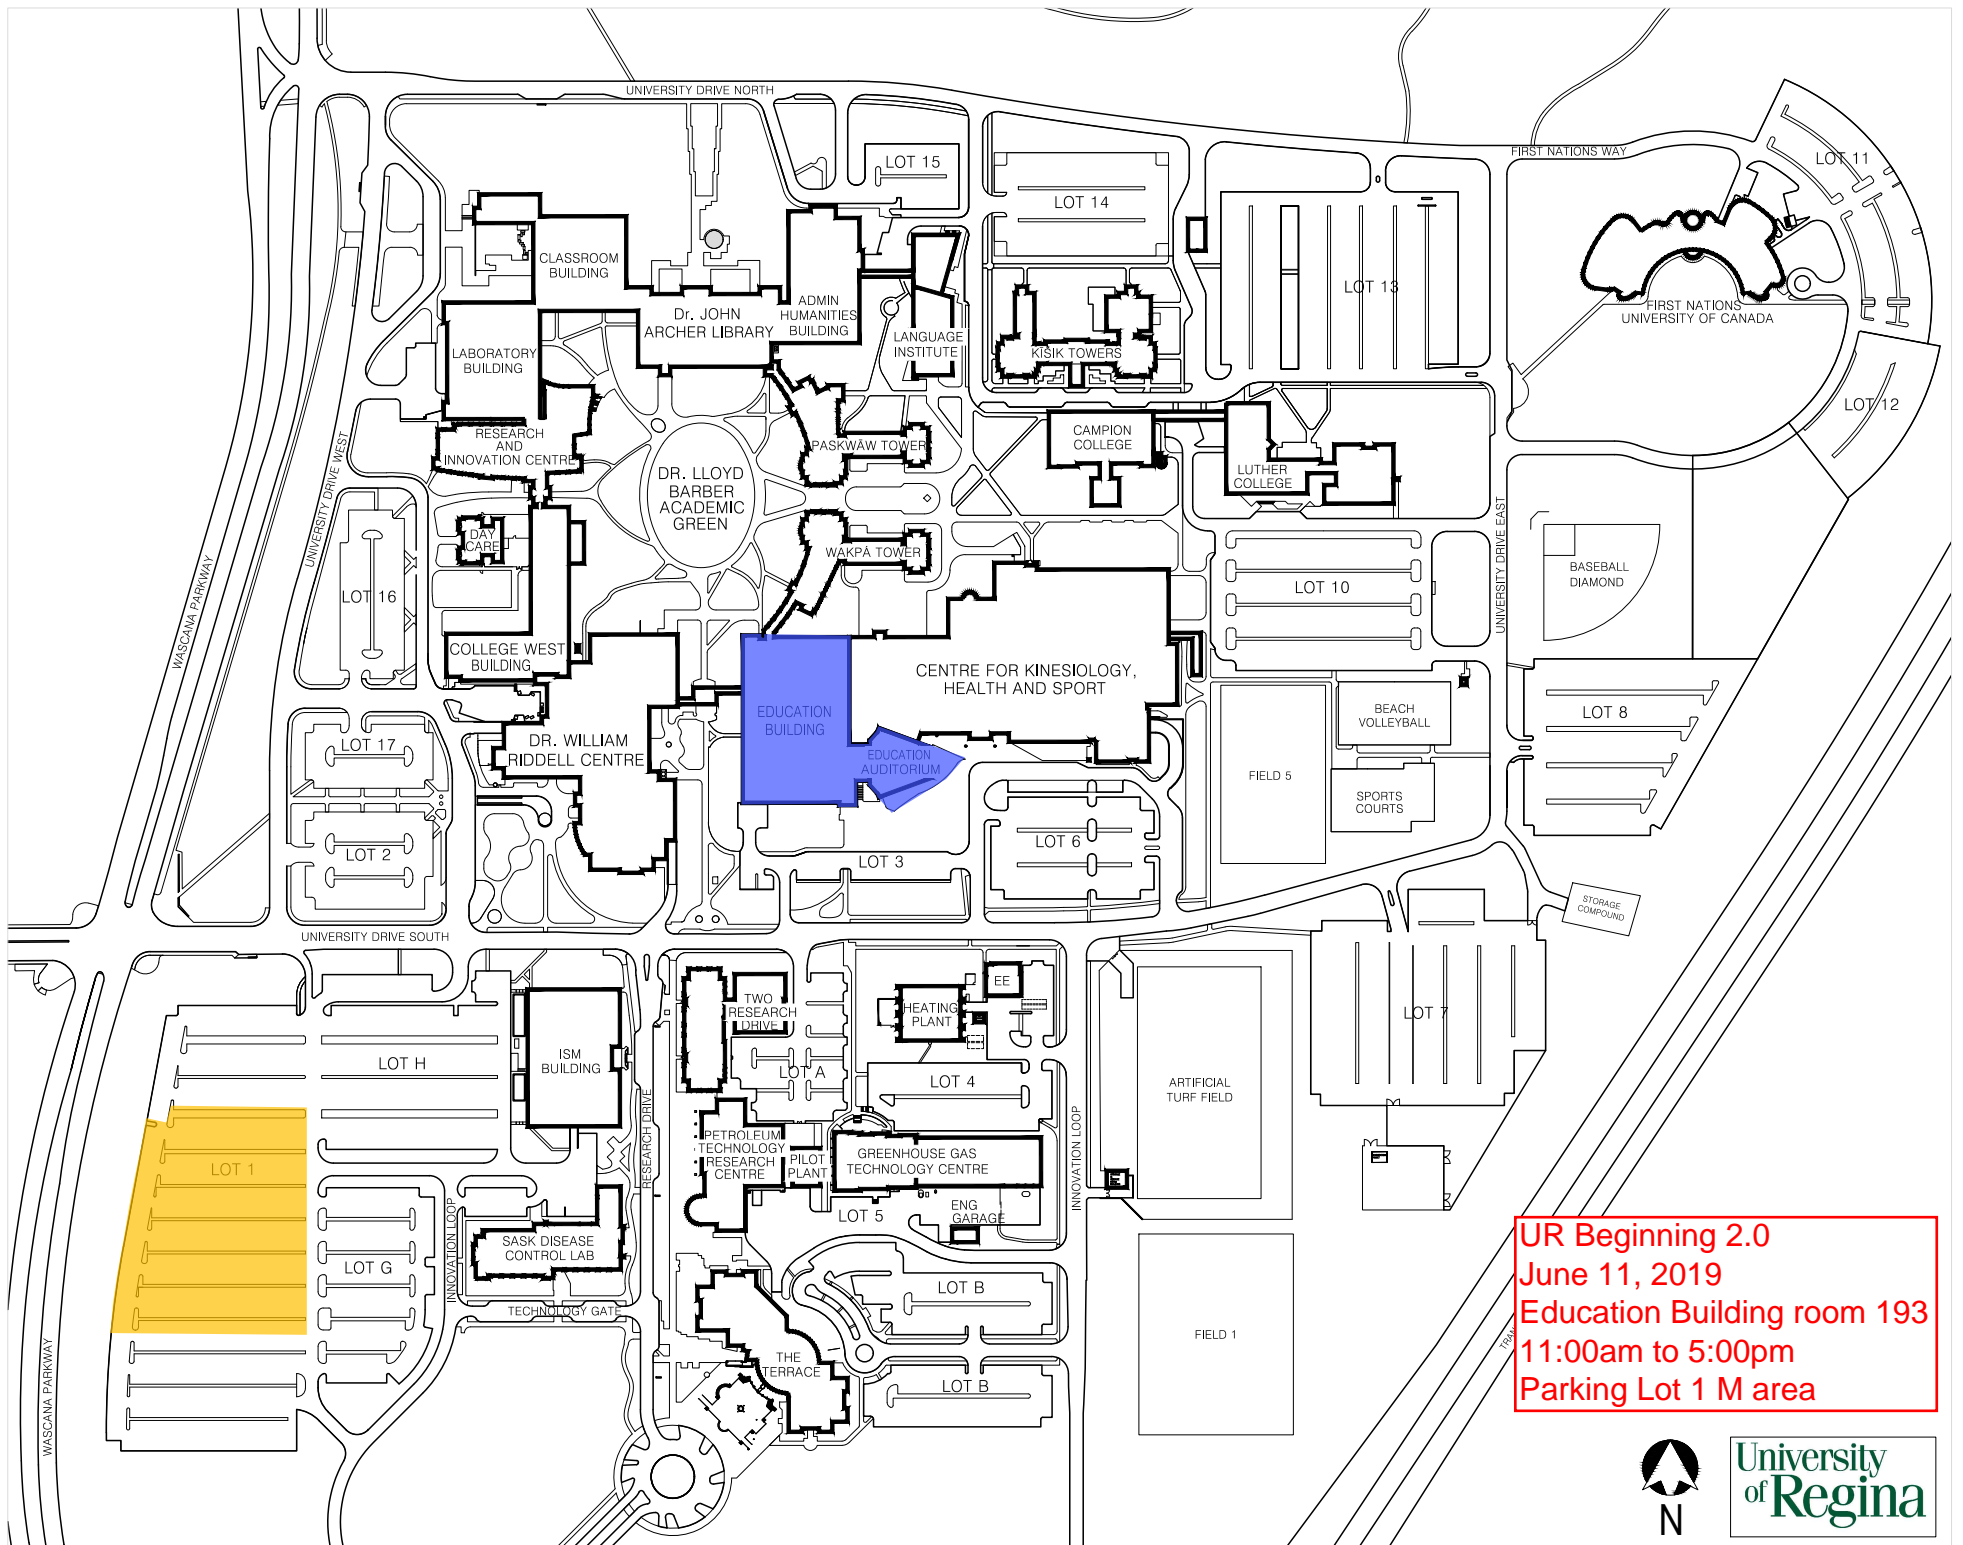 UNIVERSITY DRIVE NORTH
FIRST NATIONS WAY
LOT 15
LOT 11
LOT 14
CLASSROOM
BUILDING
LOT 13
ADMIN
HUMANITIES
BUILDING
Dr. JOHN
ARCHER LIBRARY
FIRST NATIONS
UNIVERSITY OF CANADA
LANGUAGE
INSTITUTE
KĪSIK TOWERS
LABORATORY
BUILDING
LOT 12
RESEARCH
AND
INNOVATION CENTRE
PASKWĀW TOWER
CAMPION
COLLEGE
LUTHER
COLLEGE
DR. LLOYD
BARBER
ACADEMIC
GREEN
UNIVERSITY DRIVE WEST
UNIVERSITY DRIVE EAST
DAY
CARE
WAKPÁ TOWER
BASEBALL
DIAMOND
WASCANA PARKWAY
LOT 16
LOT 10
COLLEGE WEST
BUILDING
CENTRE FOR KINESIOLOGY,
HEALTH AND SPORT
EDUCATION
BUILDING
BEACH
VOLLEYBALL
LOT 8
LOT 17
DR. WILLIAM
RIDDELL CENTRE
EDUCATION
AUDITORIUM
FIELD 5
SPORTS
COURTS
LOT 2
LOT 3
LOT 6
STORAGE
COMPOUND
UNIVERSITY DRIVE SOUTH
TWO
RESEARCH
DRIVE
EE
HEATING
PLANT
LOT 7
LOT H
ISM
BUILDING
LOT A
LOT 4
ARTIFICIAL
TURF FIELD
RESEARCH DRIVE
INNOVATION LOOP
PETROLEUM
TECHNOLOGY
RESEARCH
CENTRE
PILOT
PLANT
GREENHOUSE GAS
TECHNOLOGY CENTRE
LOT 1
LOT 5
ENG
GARAGE
INNOVATION LOOP
SASK DISEASE
CONTROL LAB
LOT G
LOT B
TECHNOLOGY GATE
FIELD 1
THE
TERRACE
LOT B
WASCANA PARKWAY
TRAN
UR Beginning 2.0
June 11, 2019
Education Building room 193
11:00am to 5:00pm
Parking Lot 1 M area
N
University
of Regina